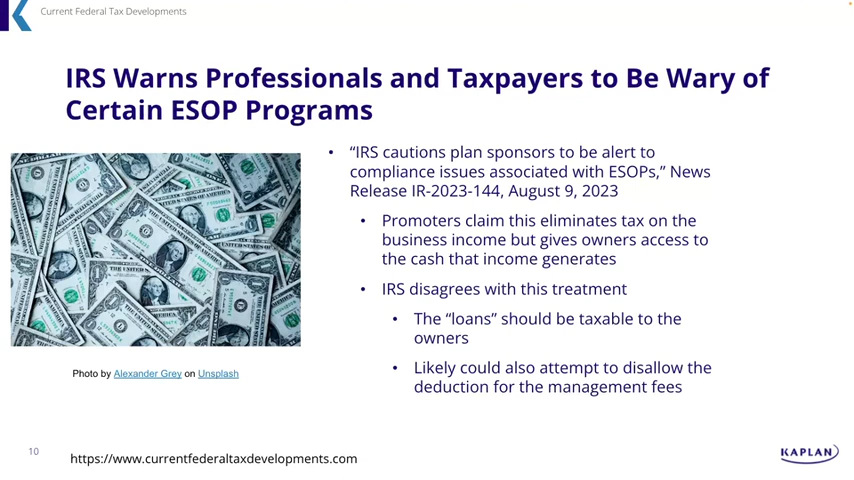 Current Federal Tax Developments
IRS Warns Professionals and Taxpayers to Be Wary of
Certain ESOP Programs
• “IRS cautions plan sponsors to be alert to
compliance issues associated with ESOPs,” News
Release IR-2023-144, August 9, 2023
• Promoters claim this eliminates tax on the
business income but gives owners access to
the cash that income generates
• IRS disagrees with this treatment
• The “loans” should be taxable to the
owners
• Likely could also attempt to disallow the
deduction for the management fees
Photo by Alexander Grey on Unsplash
10
https://www.currentfederaltaxdevelopments.com
KAPLAN